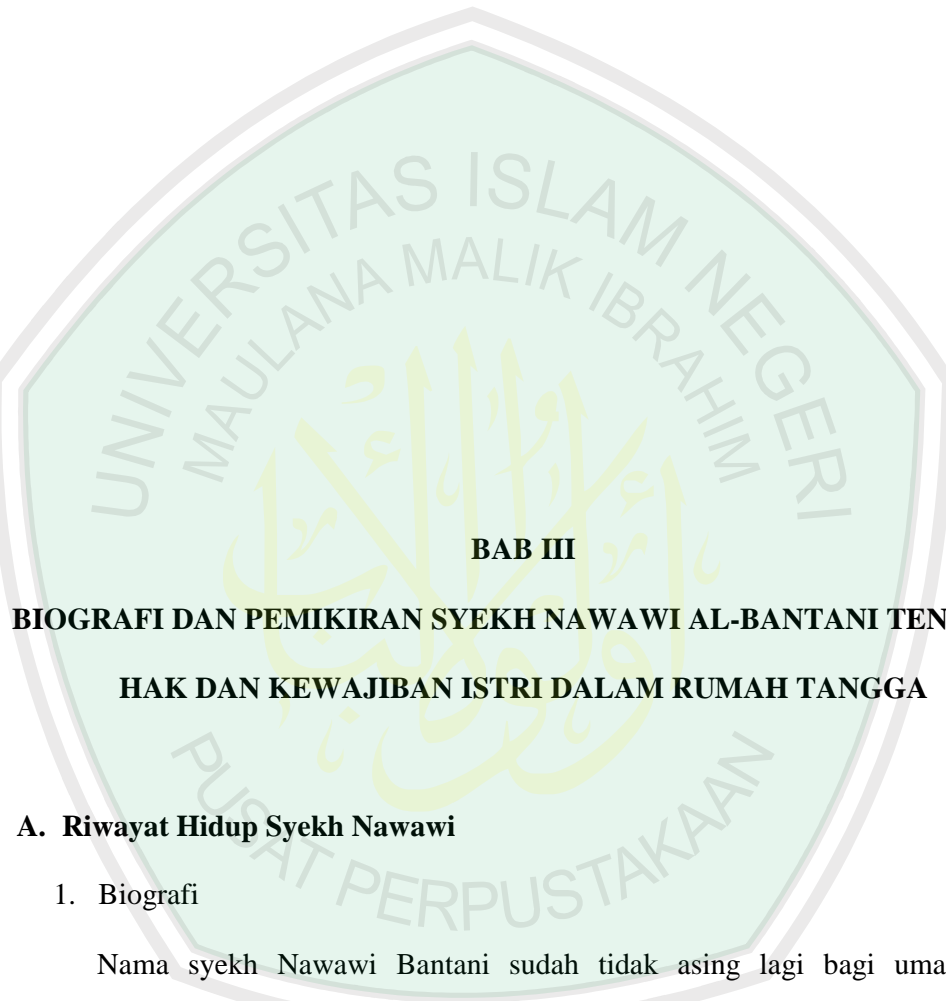 UNIVERSITAS ISLAM NEGERI
MAULANA MALIK IBRAHIM
BAB III
BIOGRAFI DAN PEMIKIRAN SYEKH NAWAWI AL-BANTANI TEN
HAK DAN KEWAJIBAN ISTRI DALAM RUMAH TANGGA
A. Riwayat Hidup Syekh Nawawi
1. Biografi
PUSAT PERPUSTAKAAN
Nama syekh Nawawi Bantani sudah tidak asing lagi bagi uma